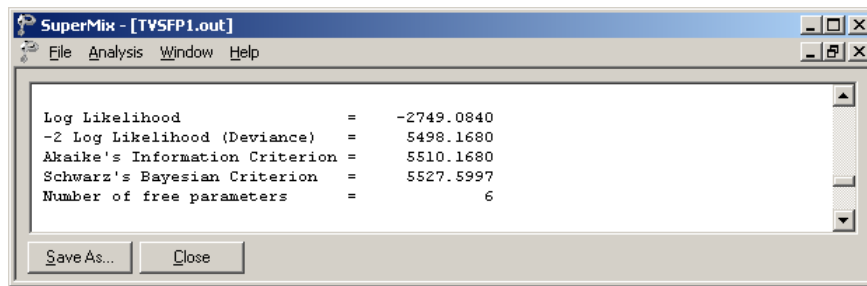 SuperMix - [TVSFP1.out]
File Analysis Window Help
Log Likelihood = -2749.0840
-2 Log Likelihood (Deviance) = 5498.1680
Akaike's Information Criterion = 5510.1680
Schwarz's Bayesian Criterion = 5527.5997
Number of free parameters = 6
Save As... Close